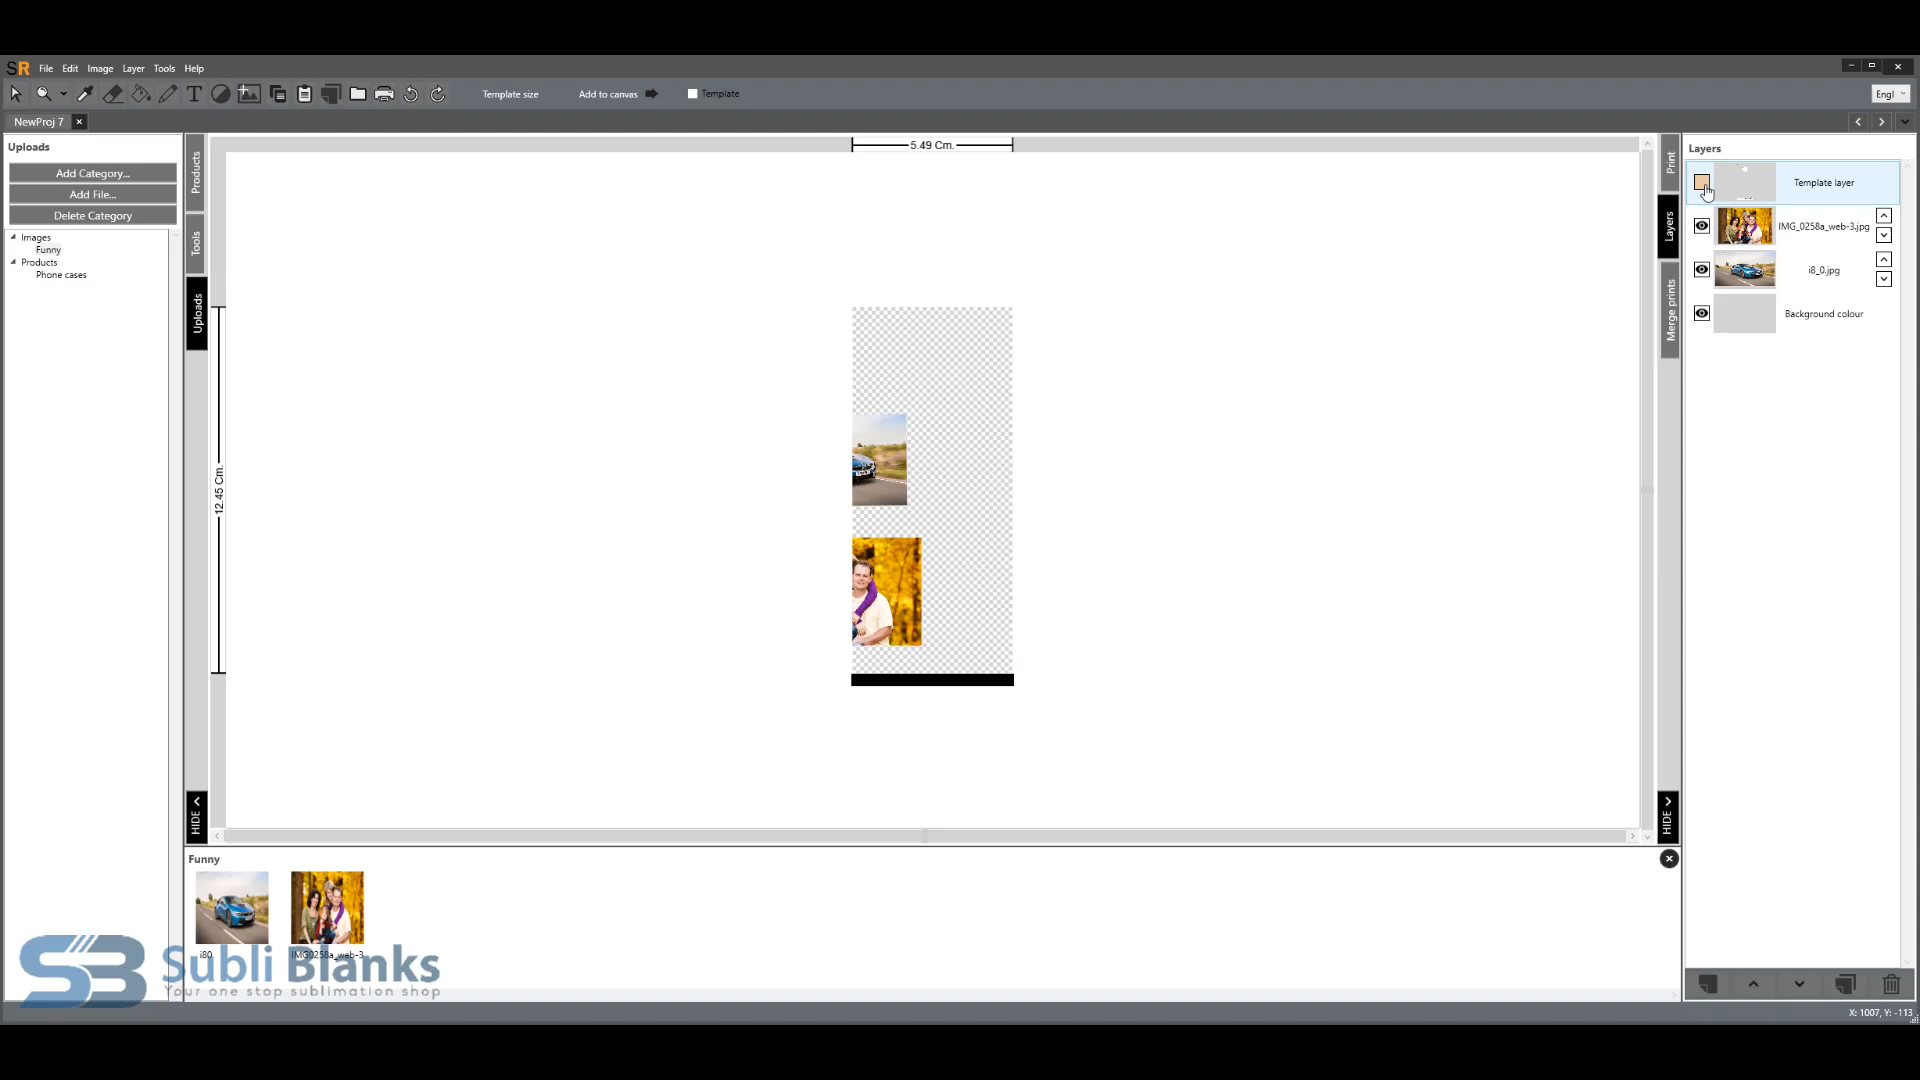 SR File Edit Image Layer Tools Help
T Template size Add to canvas Template Engl
NewProj 7
Uploads
Add Category...
Add File...
Delete Category
Images
Funny
Products
Phone cases
Products
Tools
Uploads
HIDE
5.49 Cm.
12.45 Cm.
Print
Layers
Merge prints
HIDE
Layers
Template layer
IMG_0258a_web-3.jpg
i8_0.jpg
Background colour
Funny
i80
IMG0258a_web-3
SB Subli Blanks
Your one stop sublimation shop
X: 1007, Y: -113